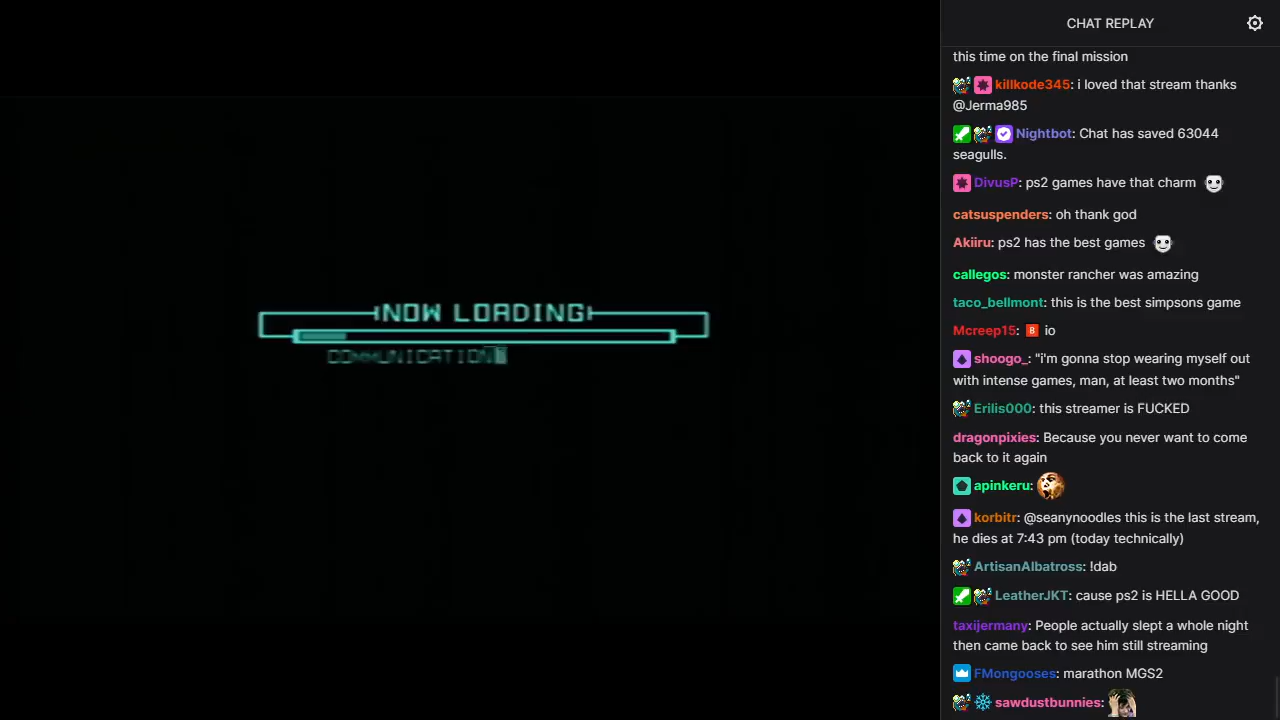 NOW LOADING
COMMUNICATION
CHAT REPLAY
this time on the final mission
killkode345: i loved that stream thanks
@Jerma985
Nightbot: Chat has saved 63044
seagulls.
DivusP: ps2 games have that charm
catsuspenders: oh thank god
Akiiru: ps2 has the best games
callegos: monster rancher was amazing
taco_bellmont: this is the best simpsons game
Mcreep15: B io
shoogo_: "i'm gonna stop wearing myself out
with intense games, man, at least two months"
Erilis000: this streamer is FUCKED
dragonpixies: Because you never want to come
back to it again
apinkeru:
korbitr: @seanynoodles this is the last stream,
he dies at 7:43 pm (today technically)
ArtisanAlbatross: !dab
LeatherJKT: cause ps2 is HELLA GOOD
taxijermany: People actually slept a whole night
then came back to see him still streaming
FMongooses: marathon MGS2
sawdustbunnies: